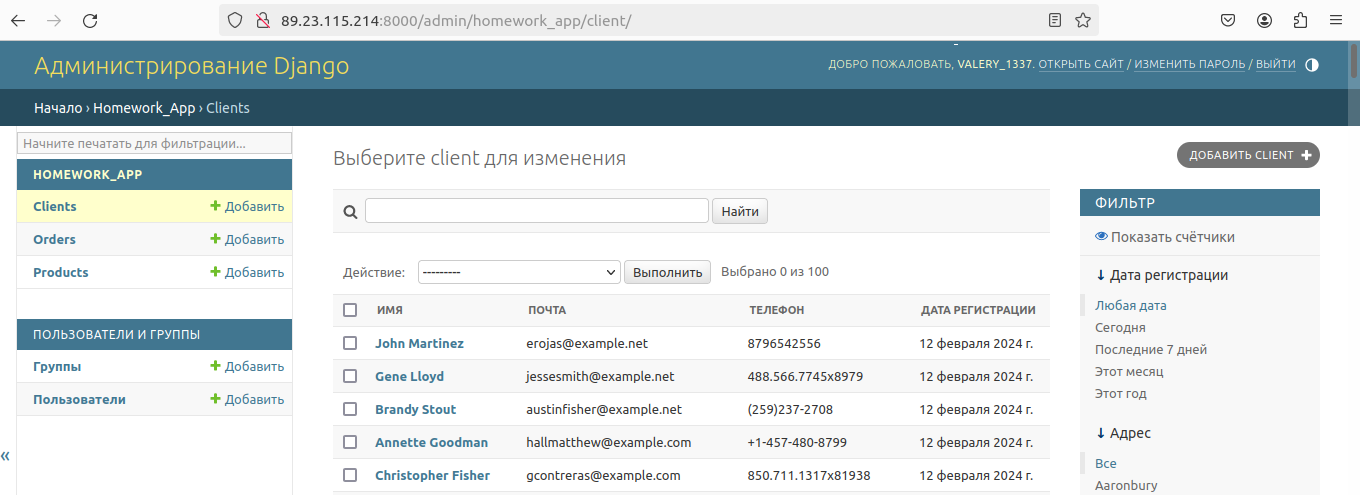 89.23.115.214:8000/admin/homework_app/client/
Администрирование Django
ДОБРО ПОЖАЛОВАТЬ, VALERY_1337. ОТКРЫТЬ САЙТ / ИЗМЕНИТЬ ПАРОЛЬ / ВЫЙТИ
Начало › Homework_App › Clients
Начните печатать для фильтрации...
HOMEWORK_APP
Clients + Добавить
Orders + Добавить
Products + Добавить
ПОЛЬЗОВАТЕЛИ И ГРУППЫ
Группы + Добавить
Пользователи + Добавить
«
Выберите client для изменения
ДОБАВИТЬ CLIENT +
Найти
Действие: --------- Выполнить Выбрано 0 из 100
ИМЯ ПОЧТА ТЕЛЕФОН ДАТА РЕГИСТРАЦИИ
John Martinez erojas@example.net 8796542556 12 февраля 2024 г.
Gene Lloyd jessesmith@example.net 488.566.7745x8979 12 февраля 2024 г.
Brandy Stout austinfisher@example.net (259)237-2708 12 февраля 2024 г.
Annette Goodman hallmatthew@example.com +1-457-480-8799 12 февраля 2024 г.
Christopher Fisher gcontreras@example.com 850.711.1317x81938 12 февраля 2024 г.
ФИЛЬТР
Показать счётчики
↓ Дата регистрации
Любая дата
Сегодня
Последние 7 дней
Этот месяц
Этот год
↓ Адрес
Все
Aaronbury